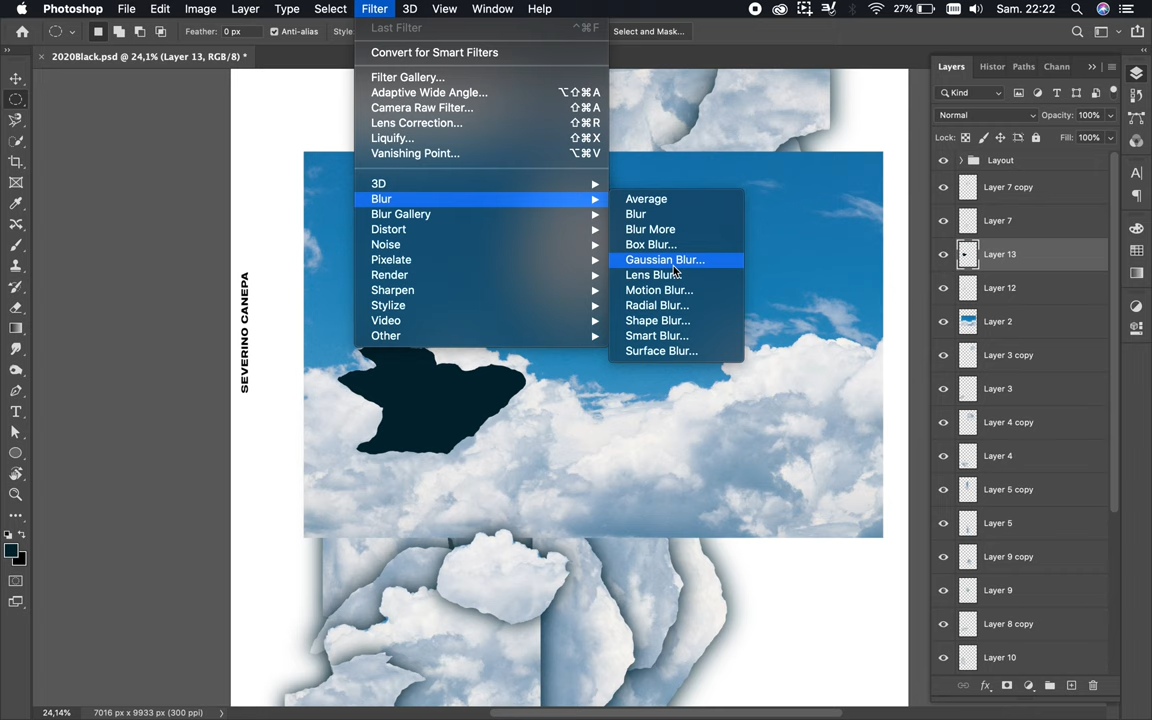 Photoshop File Edit Image Layer Type Select Filter 3D View Window Help 27% Sam. 22:22
Feather: 0 px Anti-alias Style Select and Mask...
2020Black.psd @ 24,1% (Layer 13, RGB/8) *
Last Filter ^⌘F
Convert for Smart Filters
Filter Gallery...
Adaptive Wide Angle... ⌥⇧⌘A
Camera Raw Filter... ⇧⌘A
Lens Correction... ⇧⌘R
Liquify... ⇧⌘X
Vanishing Point... ⌥⌘V
3D
Blur
Blur Gallery
Distort
Noise
Pixelate
Render
Sharpen
Stylize
Video
Other
Average
Blur
Blur More
Box Blur...
Gaussian Blur...
Lens Blur...
Motion Blur...
Radial Blur...
Shape Blur...
Smart Blur...
Surface Blur...
SEVERINO CANEPA
Layers Histor Paths Chann
Kind
Normal Opacity: 100%
Lock: Fill: 100%
Layout
Layer 7 copy
Layer 7
Layer 13
Layer 12
Layer 2
Layer 3 copy
Layer 3
Layer 4 copy
Layer 4
Layer 5 copy
Layer 5
Layer 9 copy
Layer 9
Layer 8 copy
Layer 10
fx
24,14% 7016 px x 9933 px (300 ppi)